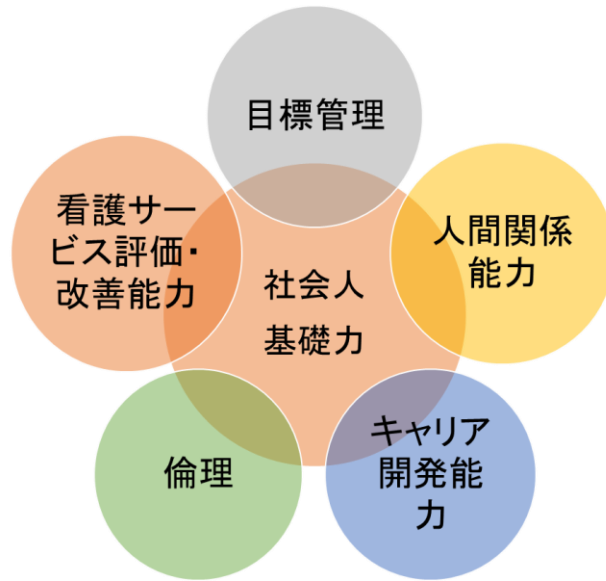 目標管理
看護サー
ビス評価・
改善能力
人間関係
能力
社会人
基礎力
倫理
キャリア
開発能
力